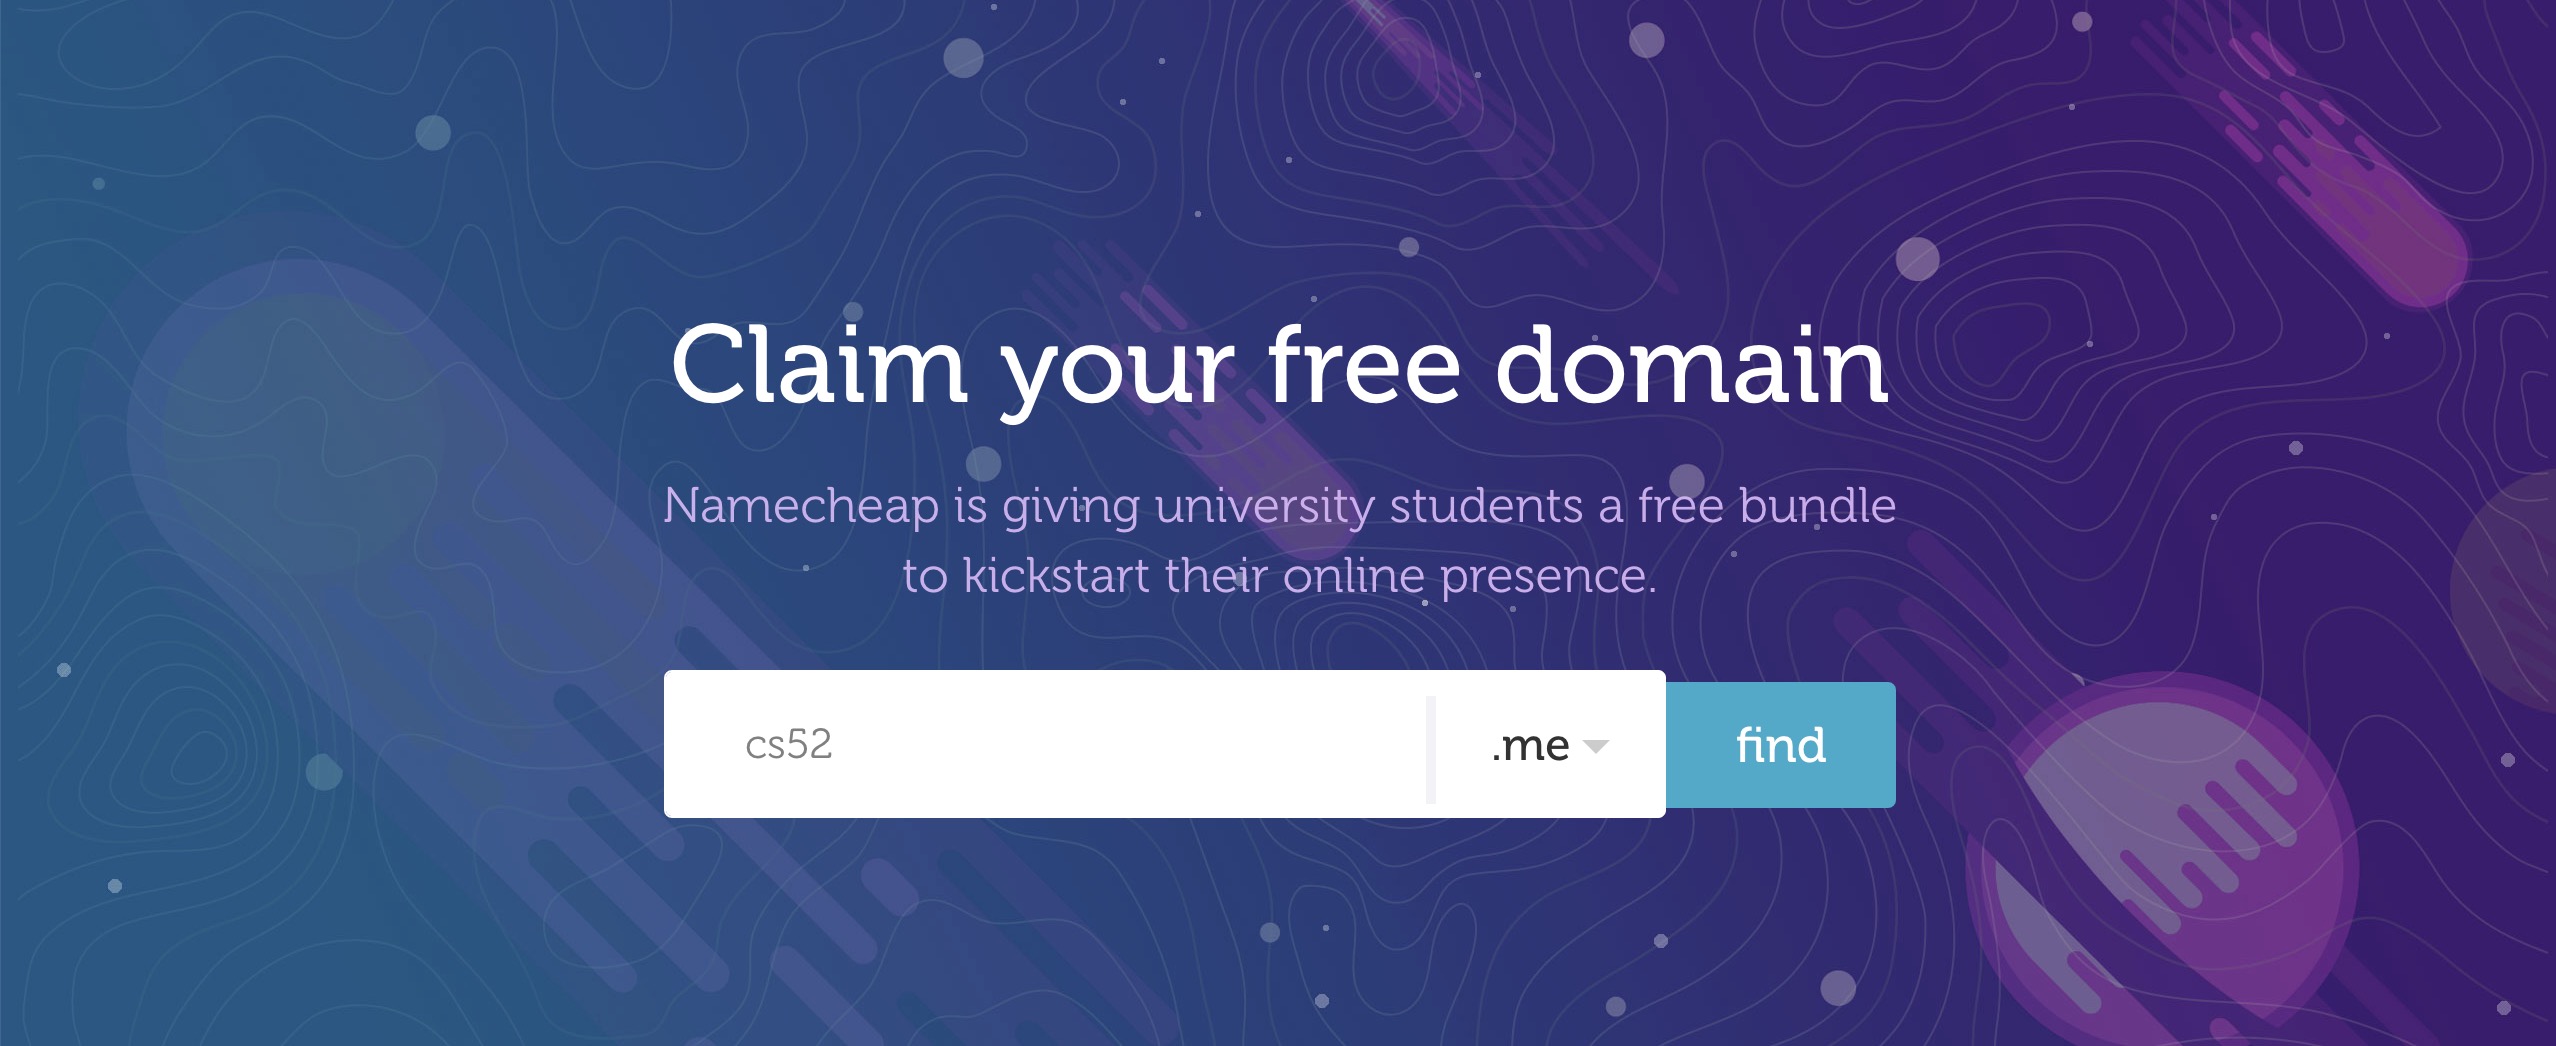 Claim your free domain
Namecheap is giving university students a free bundle
to kickstart their online presence.
cs52 .me find